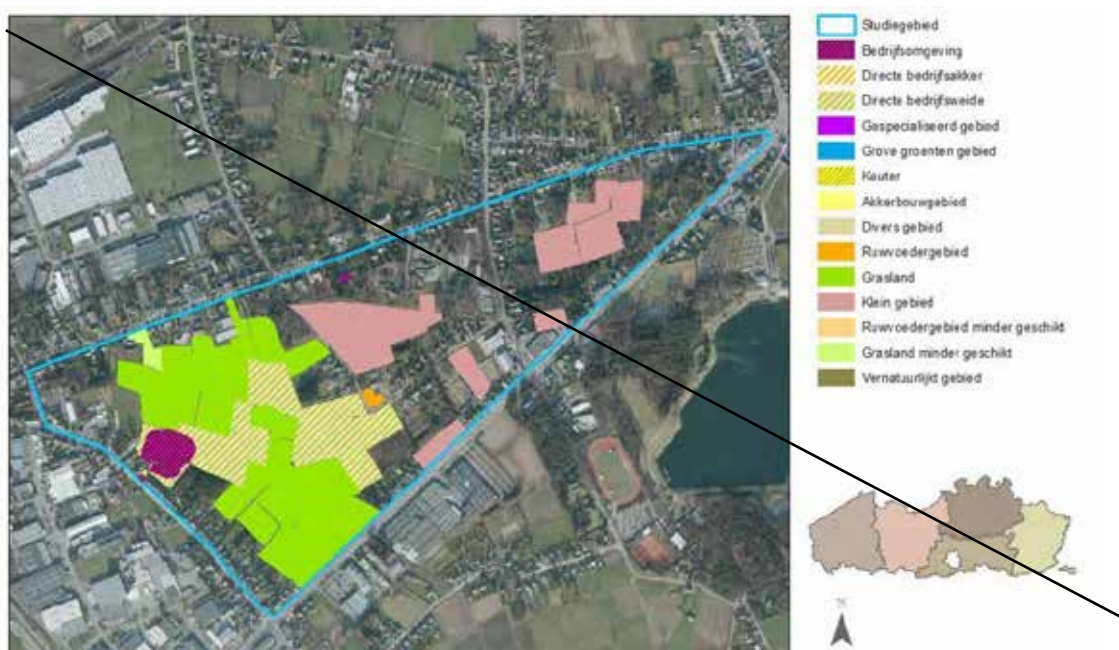 Studiegebied
Bedrijfsomgeving
Directe bedrijfsakker
Directe bedrijfsweide
Gespecialiseerd gebied
Grove groenten gebied
Keuter
Akkerbouwgebied
Divers gebied
Ruwvoedergebied
Grasland
Klein gebied
Ruwvoedergebied minder geschikt
Grasland minder geschikt
Vernatuurlijkt gebied
N